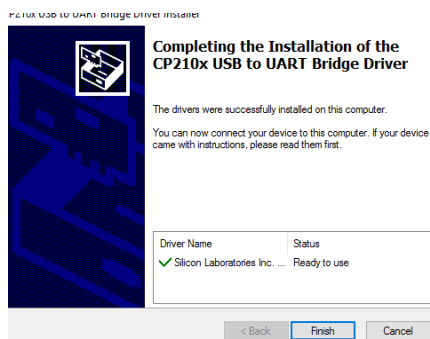 P210x USB to UART Bridge Driver Installer
Completing the Installation of the
CP210x USB to UART Bridge Driver
The drivers were successfully installed on this computer.
You can now connect your device to this computer. If your device
came with instructions, please read them first.
Driver Name Status
Silicon Laboratories Inc. ... Ready to use
< Back Finish Cancel